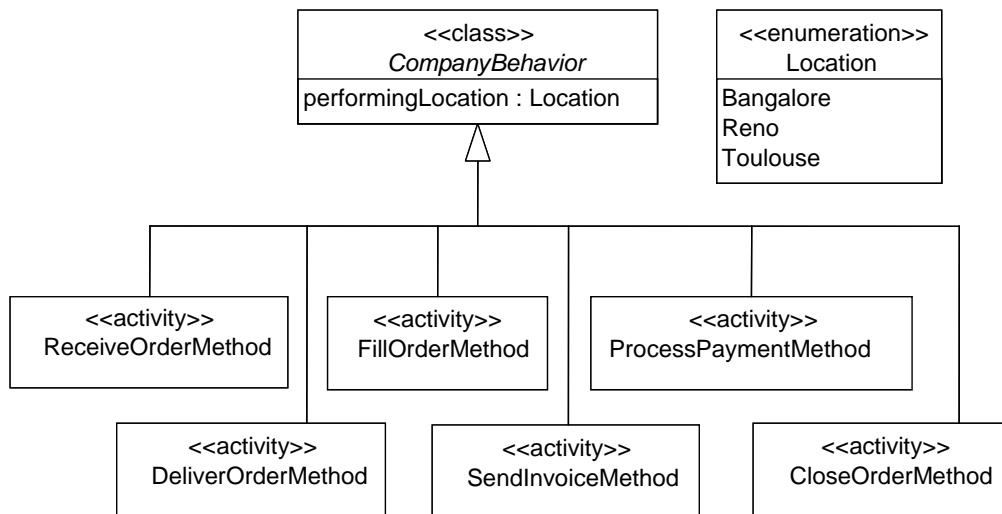 <<class>>
CompanyBehavior
performingLocation : Location
<<enumeration>>
Location
Bangalore
Reno
Toulouse
<<activity>>
ReceiveOrderMethod
<<activity>>
FillOrderMethod
<<activity>>
ProcessPaymentMethod
<<activity>>
DeliverOrderMethod
<<activity>>
SendInvoiceMethod
<<activity>>
CloseOrderMethod